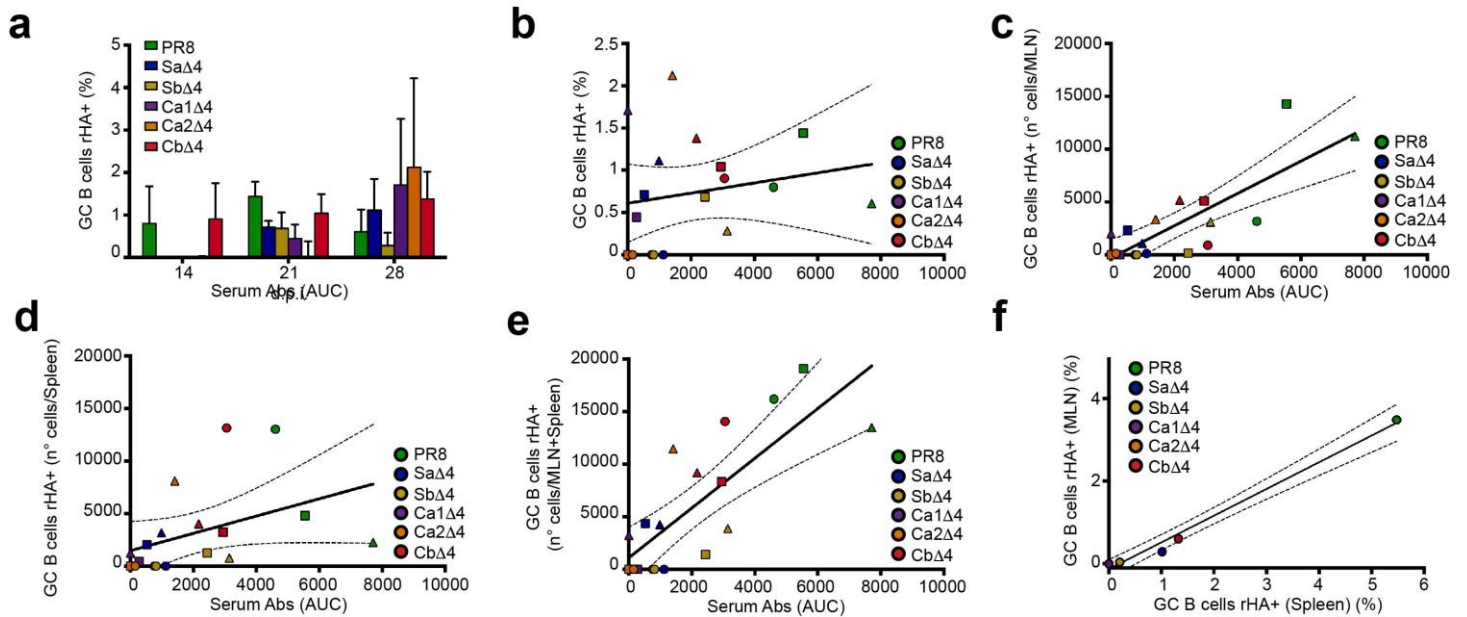 a
GC B cells rHA+ (%)
5
4
3
2
1
0
PR8
SaΔ4
SbΔ4
Ca1Δ4
Ca2Δ4
CbΔ4
14
21
28
Serum Abs (AUC)
d.p.i.
b
GC B cells rHA+ (%)
2.5
2
1.5
1
0.5
0
0
2000
4000
6000
8000
10000
PR8
SaΔ4
SbΔ4
Ca1Δ4
Ca2Δ4
CbΔ4
c
GC B cells rHA+ (n° cells/MLN)
20000
15000
10000
5000
0
0
2000
4000
6000
8000
10000
Serum Abs (AUC)
PR8
SaΔ4
SbΔ4
Ca1Δ4
Ca2Δ4
CbΔ4
d
GC B cells rHA+ (n° cells/Spleen)
20000
15000
10000
5000
0
0
2000
4000
6000
8000
10000
Serum Abs (AUC)
PR8
SaΔ4
SbΔ4
Ca1Δ4
Ca2Δ4
CbΔ4
e
GC B cells rHA+
(n° cells/MLN+Spleen)
20000
15000
10000
5000
0
0
2000
4000
6000
8000
10000
Serum Abs (AUC)
PR8
SaΔ4
SbΔ4
Ca1Δ4
Ca2Δ4
CbΔ4
f
GC B cells rHA+ (MLN) (%)
4
2
0
0
1
2
3
4
5
6
GC B cells rHA+ (Spleen) (%)
PR8
SaΔ4
SbΔ4
Ca1Δ4
Ca2Δ4
CbΔ4